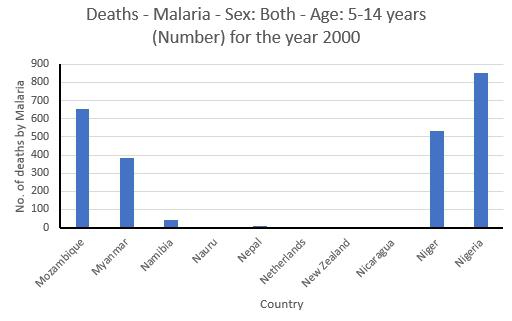 Deaths - Malaria - Sex: Both - Age: 5-14 years
(Number) for the year 2000
No. of deaths by Malaria
900
800
700
600
500
400
300
200
100
0
Mozambique
Myanmar
Namibia
Nauru
Nepal
Netherlands
New Zealand
Nicaragua
Niger
Nigeria
Country